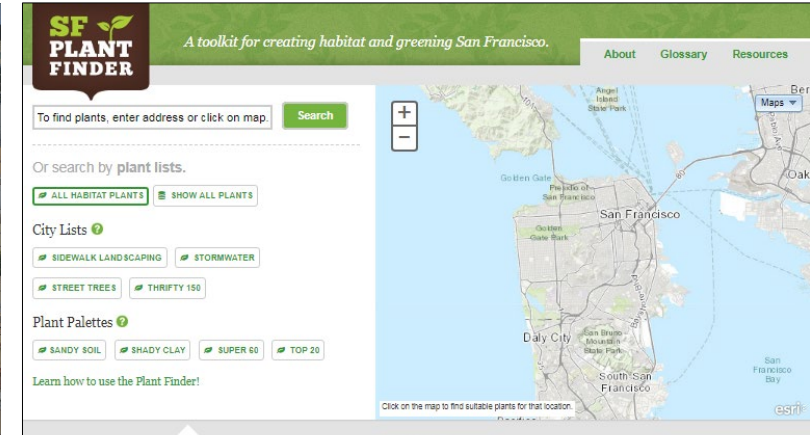 SF
PLANT
FINDER
A toolkit for creating habitat and greening San Francisco.
About Glossary Resources
To find plants, enter address or click on map.
Search
Or search by plant lists.
ALL HABITAT PLANTS SHOW ALL PLANTS
City Lists ?
SIDEWALK LANDSCAPING STORMWATER
STREET TREES THRIFTY 150
Plant Palettes ?
SANDY SOIL SHADY CLAY SUPER 60 TOP 20
Learn how to use the Plant Finder!
+
−
Maps
Angel
Island
State Park
Ber
Oak
Golden Gate
Presidio of
San Francisco
San Francisco
Golden
Gate Park
Daly City
San Bruno
Mountain
State Park
South San
Francisco
San
Francisco
Bay
Click on the map to find suitable plants for that location.
esri